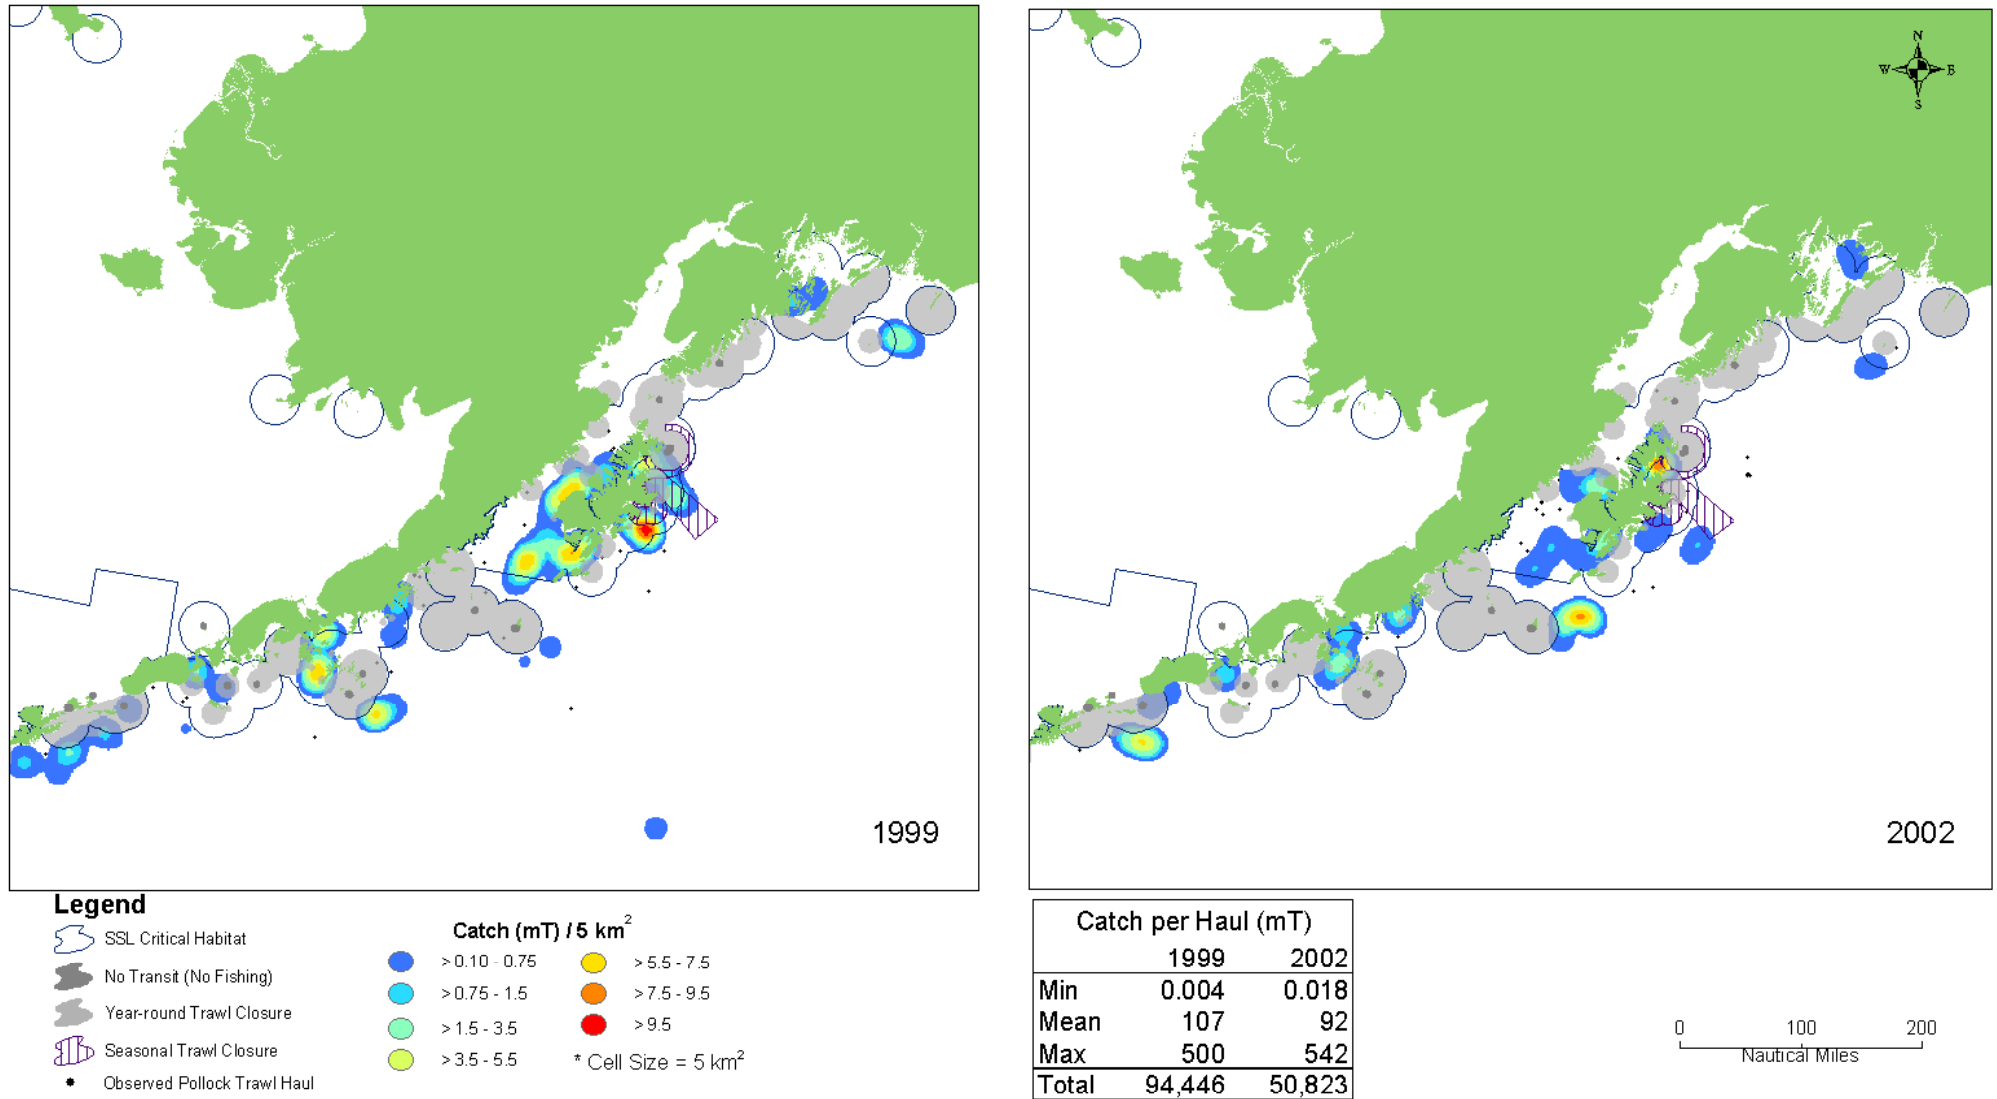 N
W E
S
1999
2002
Legend
SSL Critical Habitat
No Transit (No Fishing)
Year-round Trawl Closure
Seasonal Trawl Closure
Observed Pollock Trawl Haul
Catch (mT) / 5 km²
> 0.10 - 0.75
> 0.75 - 1.5
> 1.5 - 3.5
> 3.5 - 5.5
> 5.5 - 7.5
> 7.5 - 9.5
> 9.5
* Cell Size = 5 km²
Catch per Haul (mT)
1999 2002
Min 0.004 0.018
Mean 107 92
Max 500 542
Total 94,446 50,823
0 100 200
Nautical Miles